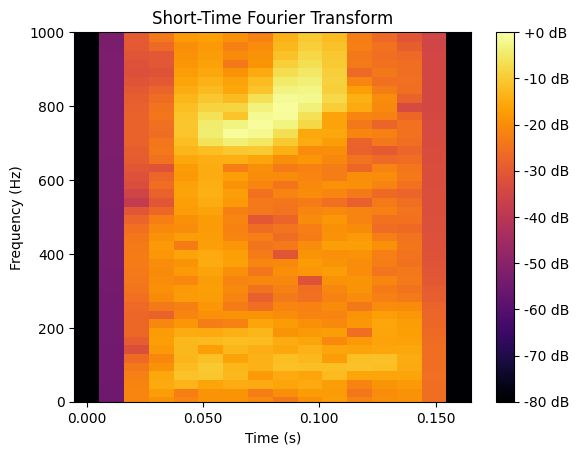 Short-Time Fourier Transform
1000
800
600
400
200
0
Frequency (Hz)
0.000
0.050
0.100
0.150
Time (s)
+0 dB
-10 dB
-20 dB
-30 dB
-40 dB
-50 dB
-60 dB
-70 dB
-80 dB